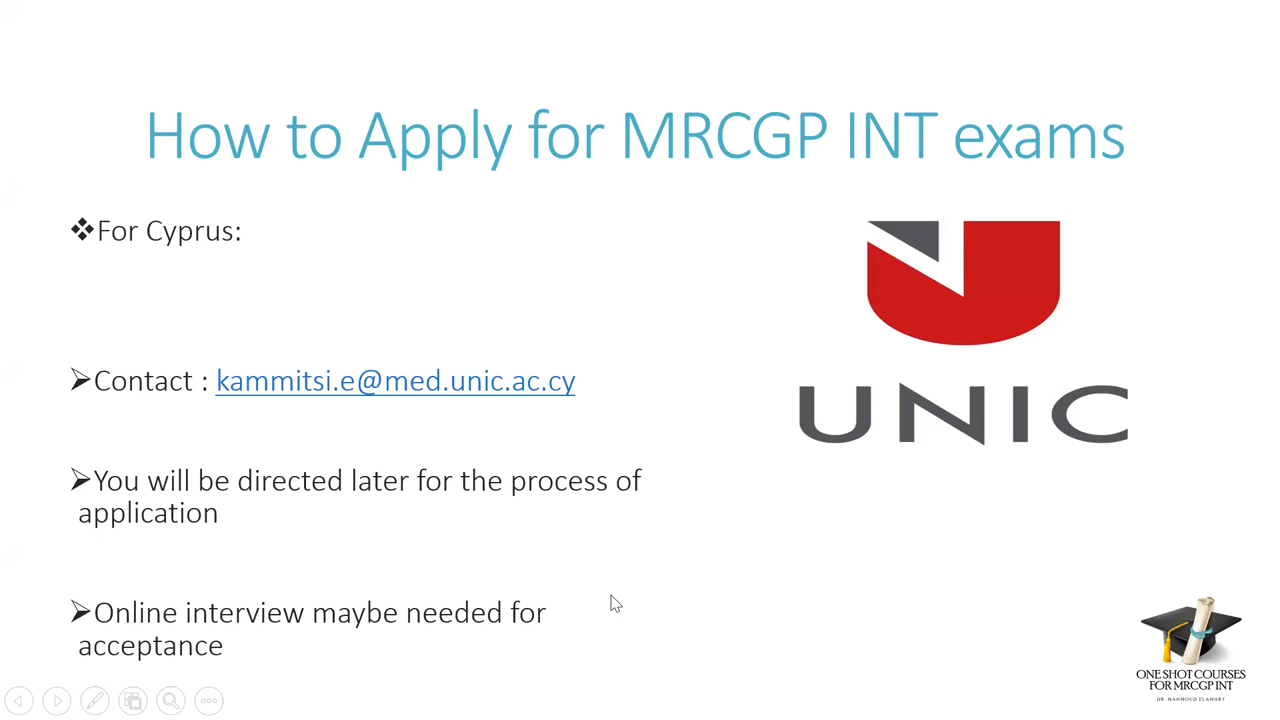 How to Apply for MRCGP INT exams
❖For Cyprus:
➢Contact : kammitsi.e@med.unic.ac.cy
➢You will be directed later for the process of
application
➢Online interview maybe needed for
acceptance
UNIC
ONE SHOT COURSES
FOR MRCGP INT
DR. MAHMOUD ELAMARY